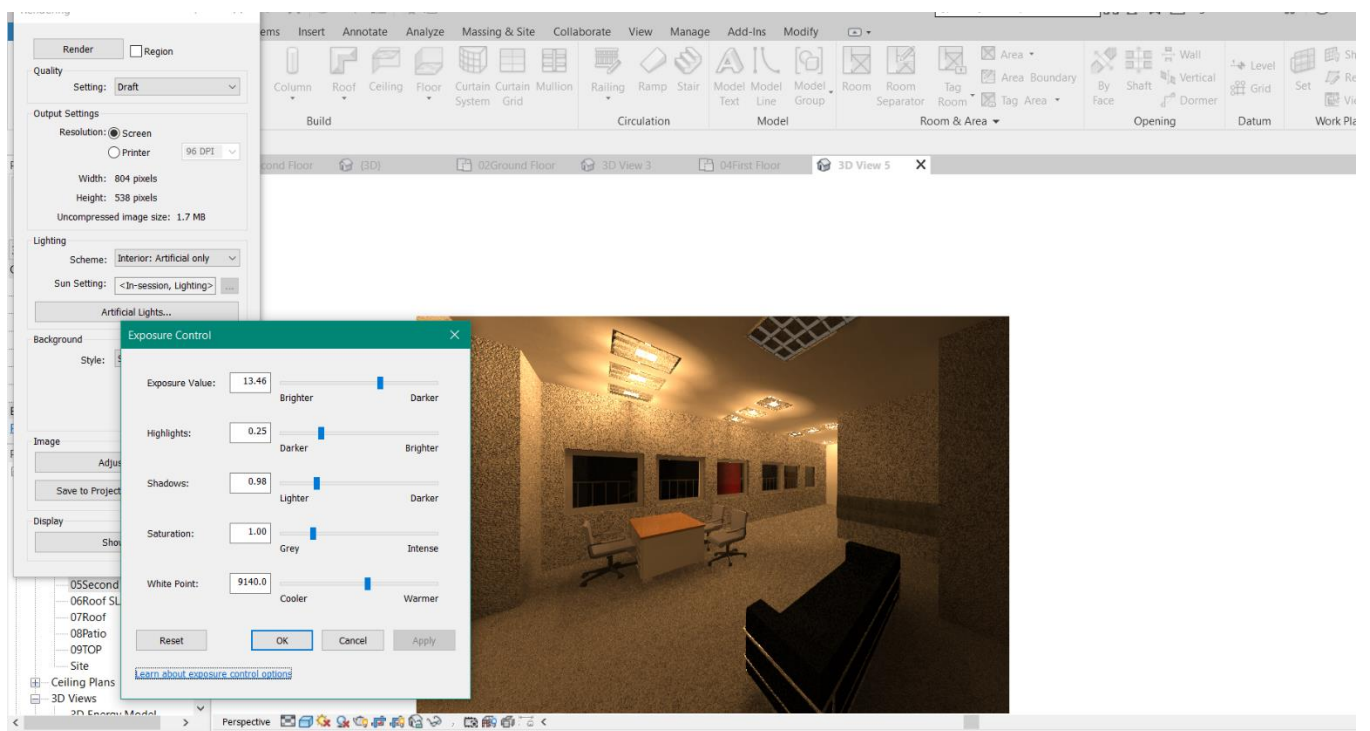 Render
Region
Quality
Setting: Draft
Output Settings
Resolution: Screen
Printer 96 DPI
Width: 804 pixels
Height: 538 pixels
Uncompressed image size: 1.7 MB
Lighting
Scheme: Interior: Artificial only
Sun Setting: <In-session, Lighting> ...
Artificial Lights...
Background
Style:
Image
Save to Project
Display
Insert Annotate Analyze Massing & Site Collaborate View Manage Add-Ins Modify
Column Roof Ceiling Floor Curtain System Curtain Grid Mullion
Build
Railing Ramp Stair
Circulation
Model Text Model Line Model Group
Model
Room Room Separator Tag Room
Area
Area Boundary
Tag Area
Room & Area
By Face Shaft
Wall
Vertical
Dormer
Opening
Level
Grid
Datum
Set
Work Pla
cond Floor {3D} 02Ground Floor 3D View 3 04First Floor 3D View 5 X
Exposure Control
Exposure Value: 13.46
Brighter Darker
Highlights: 0.25
Darker Brighter
Shadows: 0.98
Lighter Darker
Saturation: 1.00
Grey Intense
White Point: 9140.0
Cooler Warmer
Reset OK Cancel Apply
Learn about exposure control options
05Second
06Roof SL
07Roof
08Patio
09TOP
Site
Ceiling Plans
3D Views
3D Energy Model
Perspective